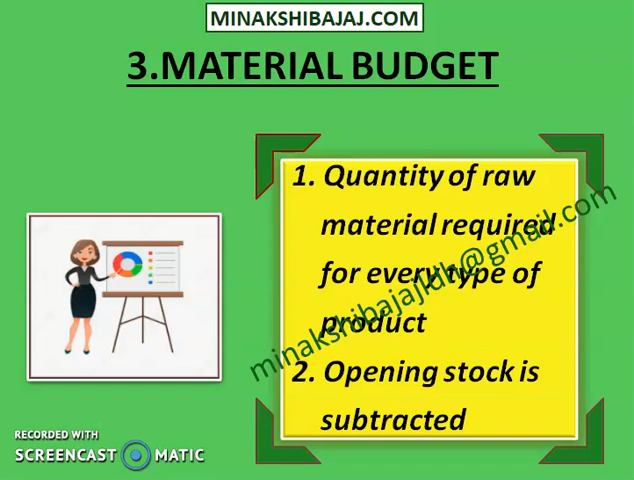 MINAKSHIBAJAJ.COM
3.MATERIAL BUDGET
1. Quantity of raw
material required
for every type of
product
2. Opening stock is
subtracted
minakshibajajldh@gmail.com
RECORDED WITH
SCREENCAST MATIC